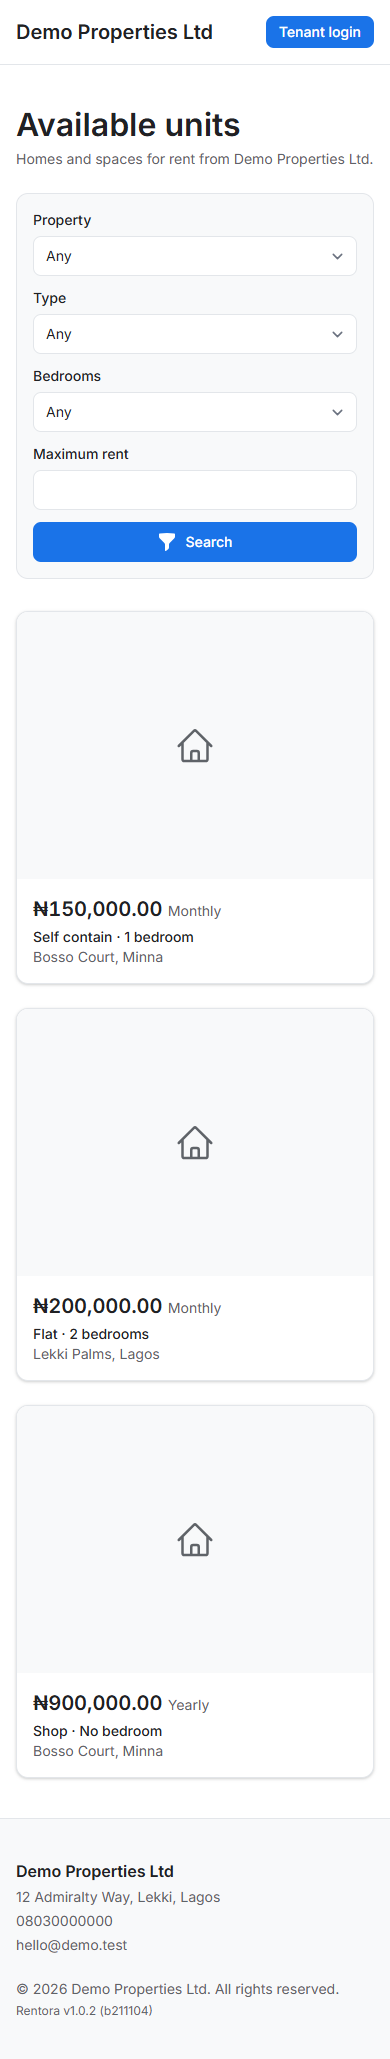 Demo Properties Ltd
Tenant login
Available units
Homes and spaces for rent from Demo Properties Ltd.
Property
Any
Type
Any
Bedrooms
Any
Maximum rent
Search
₦150,000.00 Monthly
Self contain · 1 bedroom
Bosso Court, Minna
₦200,000.00 Monthly
Flat · 2 bedrooms
Lekki Palms, Lagos
₦900,000.00 Yearly
Shop · No bedroom
Bosso Court, Minna
Demo Properties Ltd
12 Admiralty Way, Lekki, Lagos
08030000000
hello@demo.test
© 2026 Demo Properties Ltd. All rights reserved.
Rentora v1.0.2 (b211104)